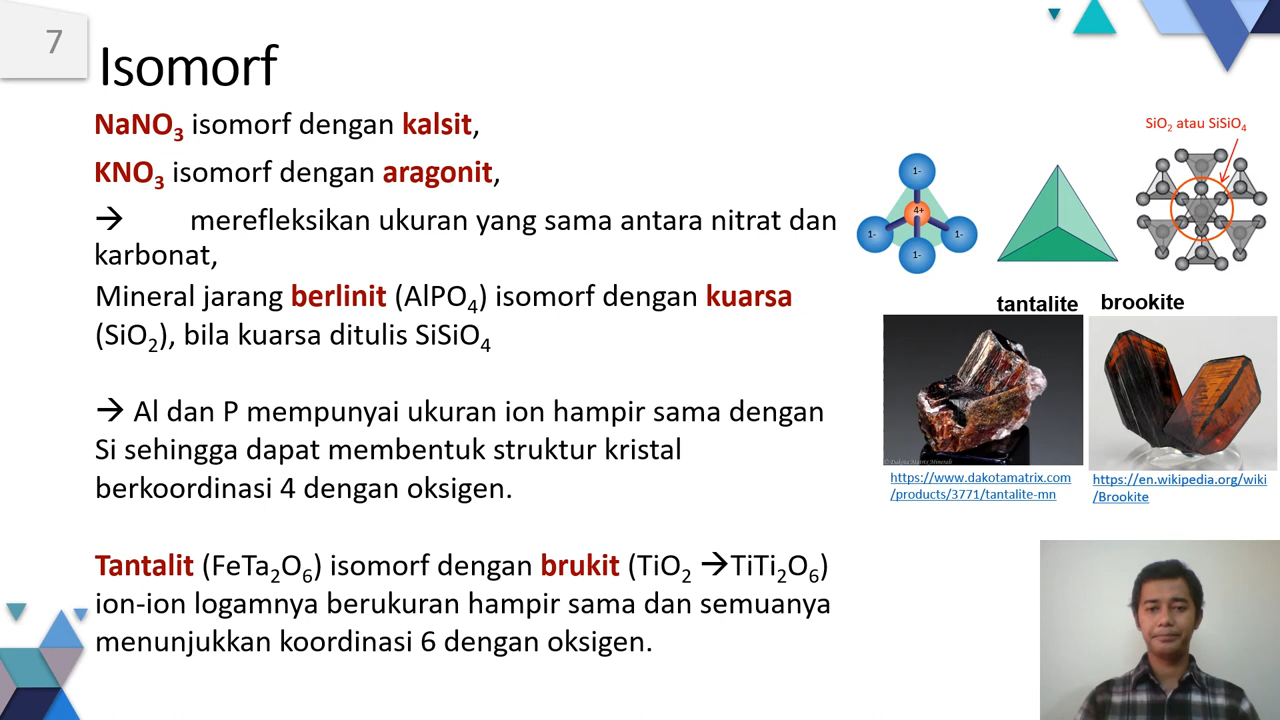 7
Isomorf
NaNO₃ isomorf dengan kalsit,
KNO₃ isomorf dengan aragonit,
→ merefleksikan ukuran yang sama antara nitrat dan
karbonat,
Mineral jarang berlinit (AlPO₄) isomorf dengan kuarsa
(SiO₂), bila kuarsa ditulis SiSiO₄
→ Al dan P mempunyai ukuran ion hampir sama dengan
Si sehingga dapat membentuk struktur kristal
berkoordinasi 4 dengan oksigen.
Tantalit (FeTa₂O₆) isomorf dengan brukit (TiO₂ →TiTi₂O₆)
ion-ion logamnya berukuran hampir sama dan semuanya
menunjukkan koordinasi 6 dengan oksigen.
SiO₂ atau SiSiO₄
1-
4+
1-
1-
1-
tantalite
brookite
© Dakota Matrix Minerals
https://www.dakotamatrix.com
/products/3771/tantalite-mn
https://en.wikipedia.org/wiki
/Brookite